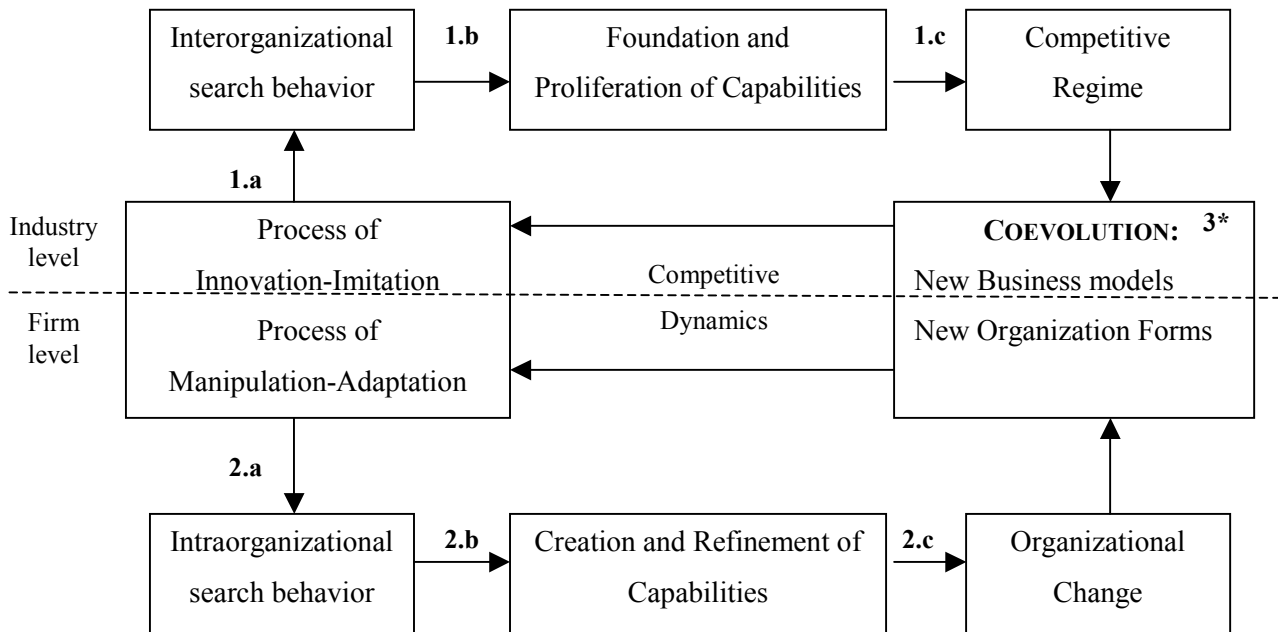 Interorganizational
search behavior
1.b
Foundation and
Proliferation of Capabilities
1.c
Competitive
Regime
1.a
Industry
level
Process of
Innovation-Imitation
Competitive
COEVOLUTION:
3*
New Business models
Firm
level
Process of
Manipulation-Adaptation
Dynamics
New Organization Forms
2.a
Intraorganizational
search behavior
2.b
Creation and Refinement of
Capabilities
2.c
Organizational
Change